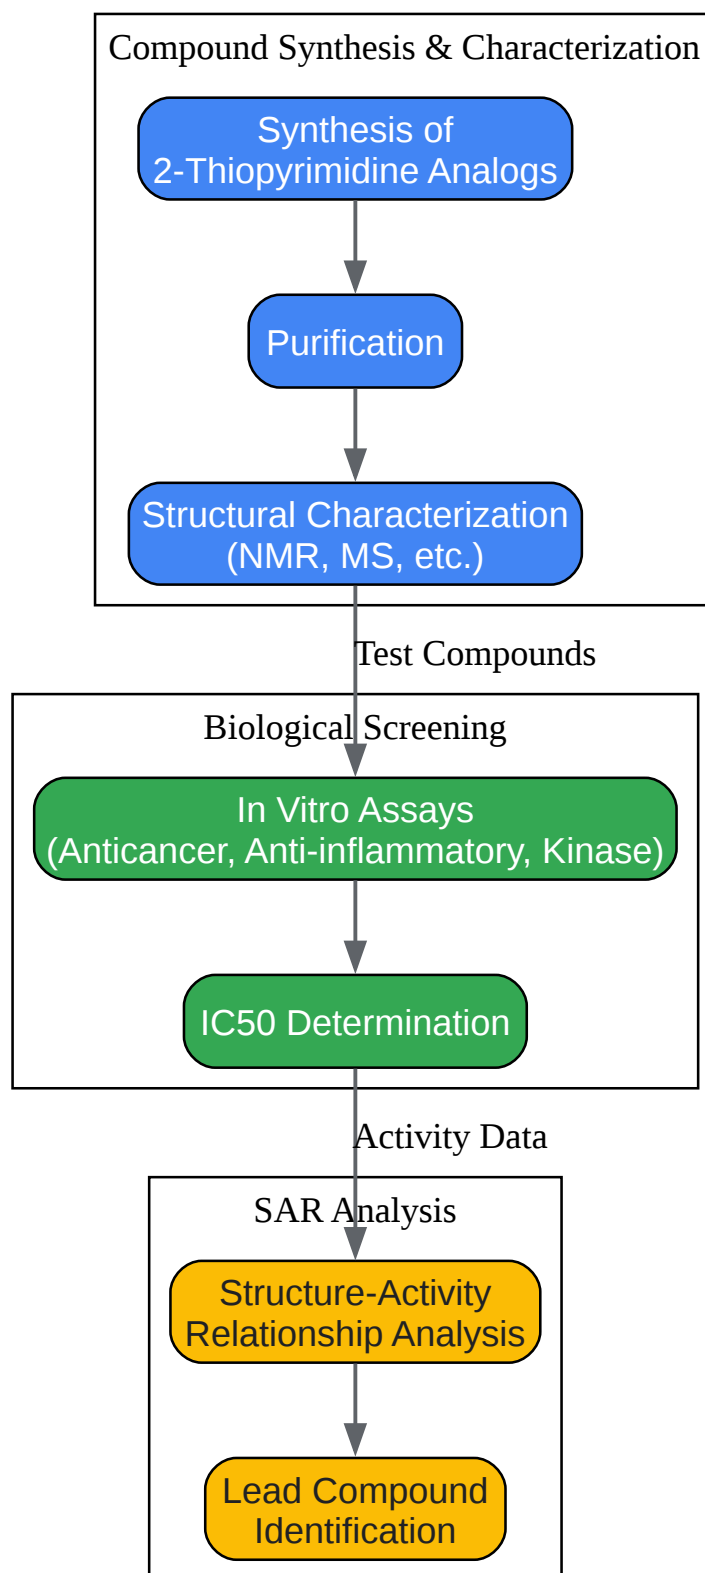 Compound Synthesis & Characterization
Synthesis of
2-Thiopyrimidine Analogs
Purification
Structural Characterization
(NMR, MS, etc.)
Test Compounds
Biological Screening
In Vitro Assays
(Anticancer, Anti-inflammatory, Kinase)
IC50 Determination
Activity Data
SAR Analysis
Structure-Activity
Relationship Analysis
Lead Compound
Identification